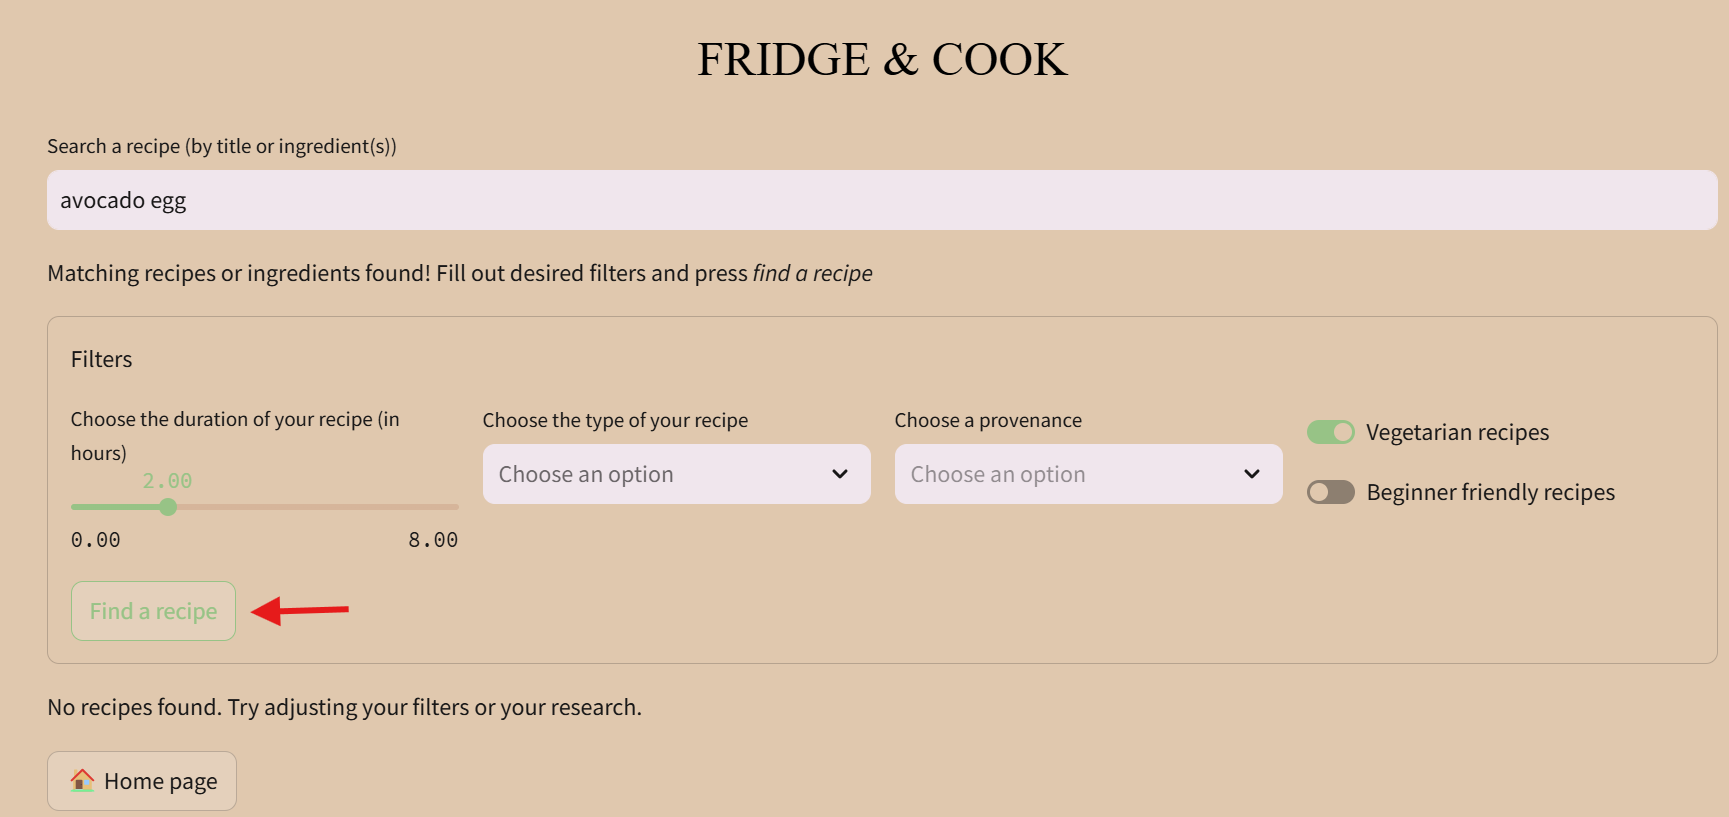 FRIDGE & COOK
Search a recipe (by title or ingredient(s))
avocado egg
Matching recipes or ingredients found! Fill out desired filters and press find a recipe
Filters
Choose the duration of your recipe (in
hours)
2.00
0.00 8.00
Choose the type of your recipe
Choose an option
Choose a provenance
Choose an option
Vegetarian recipes
Beginner friendly recipes
Find a recipe
No recipes found. Try adjusting your filters or your research.
Home page